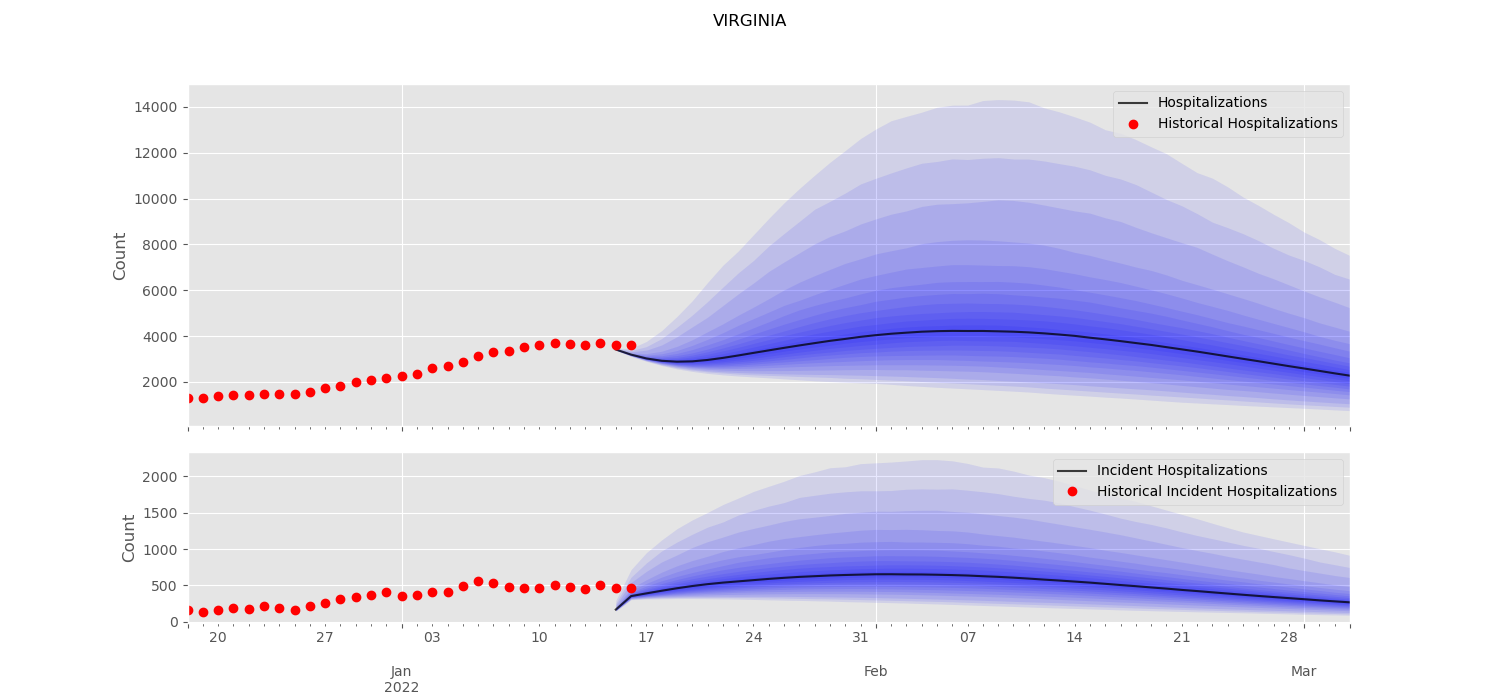 VIRGINIA
Hospitalizations
Historical Hospitalizations
14000
12000
10000
8000
6000
4000
2000
Count
Incident Hospitalizations
Historical Incident Hospitalizations
2000
1500
1000
500
0
Count
20 27 03 10 17 24 31 07 14 21 28
Jan Feb Mar
2022